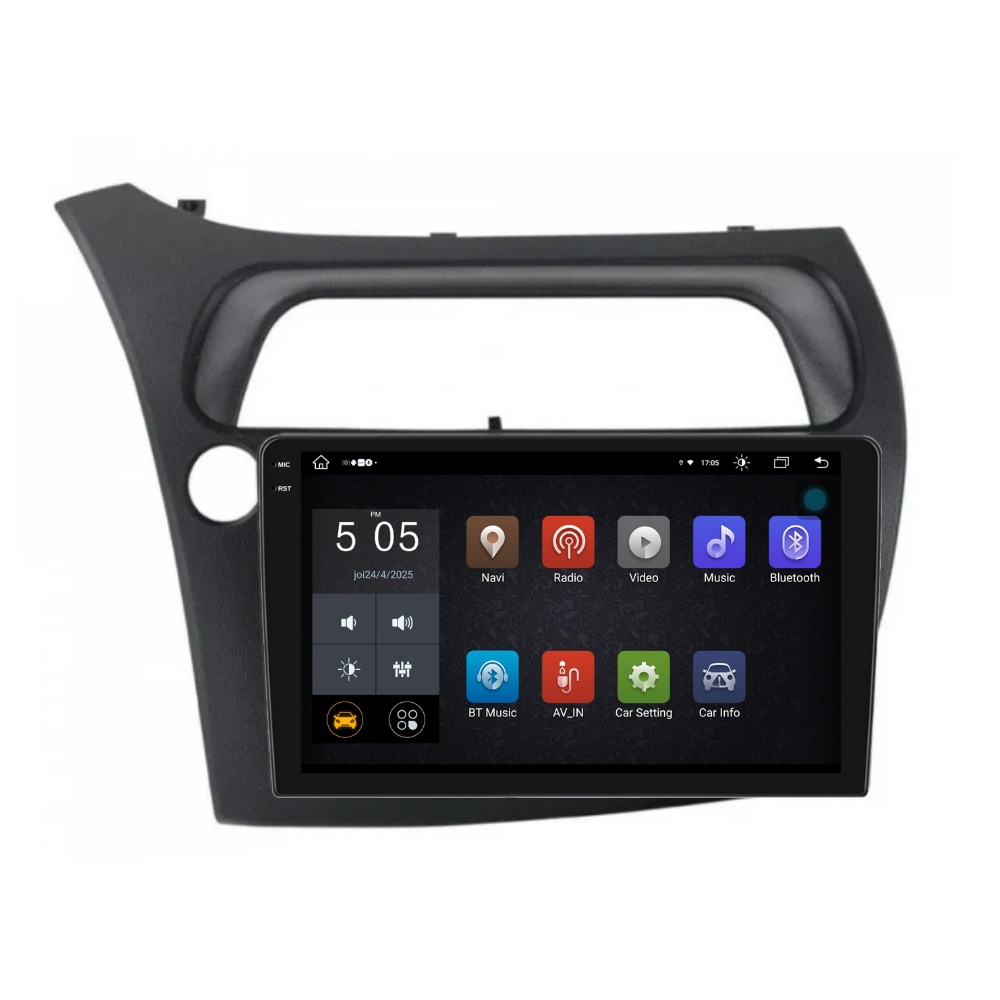 MIC
RST
17:05
PM
5 05
joi24/4/2025
Navi
Radio
Video
Music
Bluetooth
BT Music
AV_IN
Car Setting
Car Info